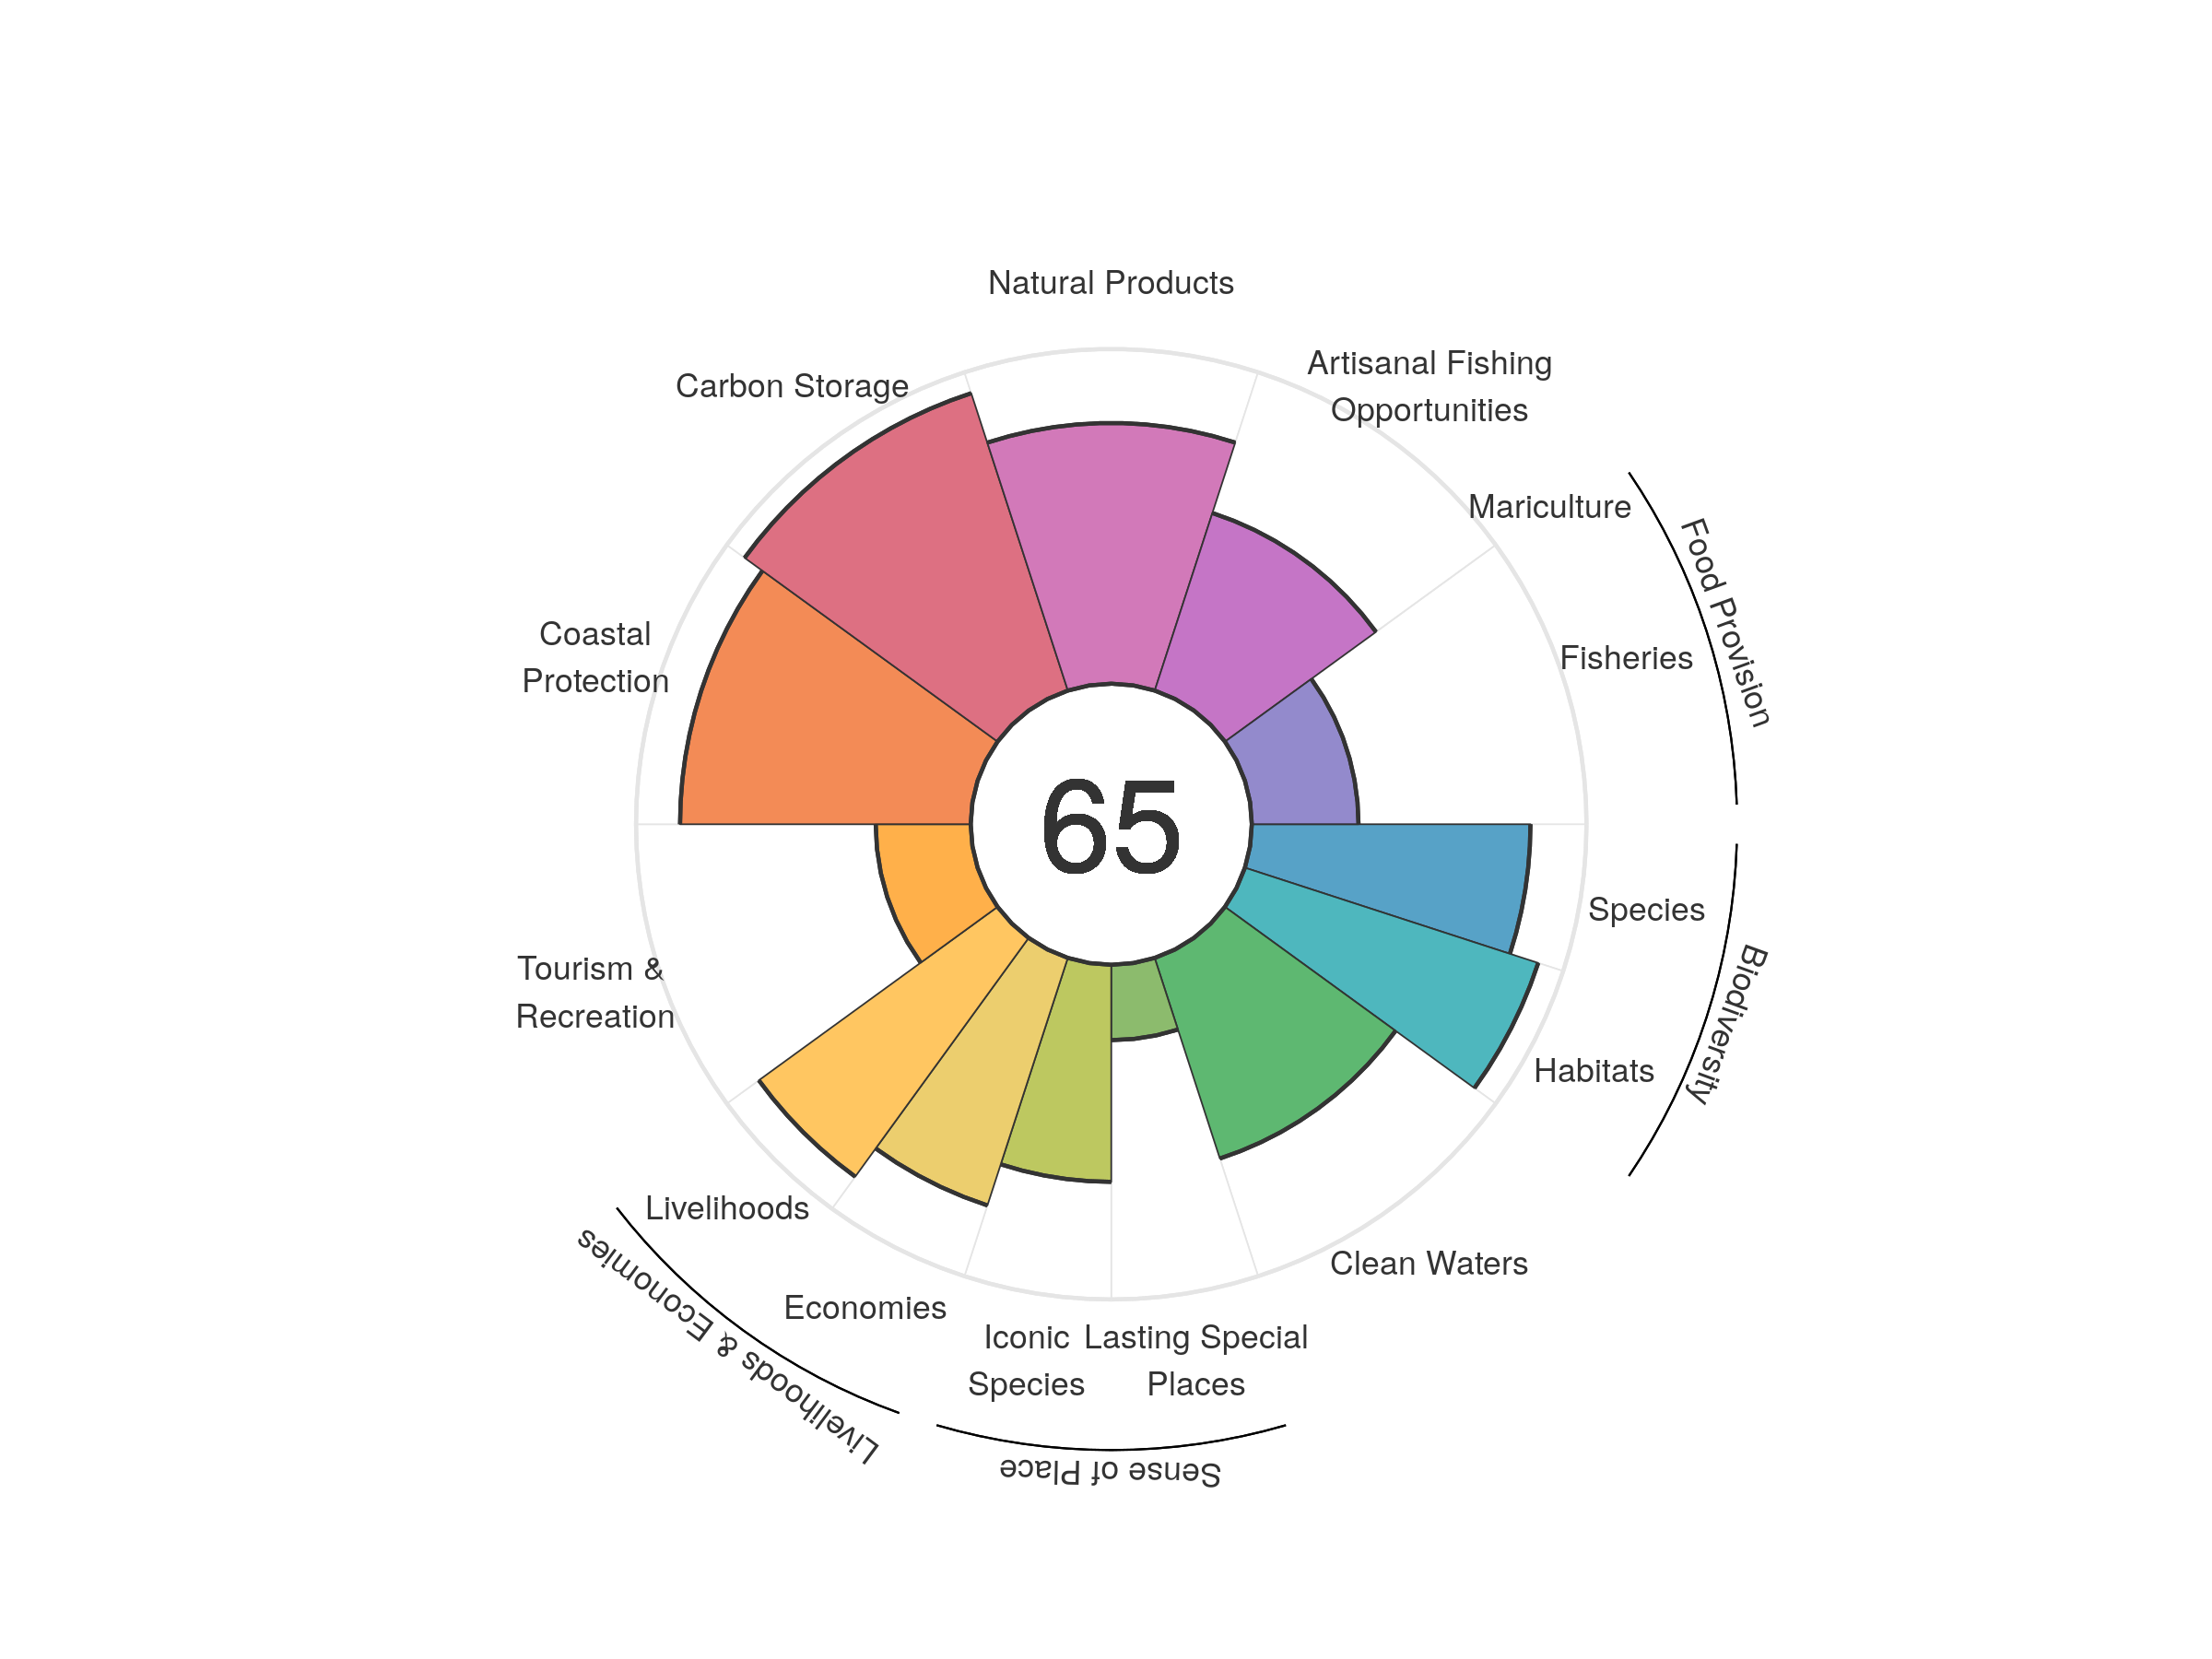 Natural Products
Artisanal Fishing
Opportunities
Carbon Storage
Mariculture
Food Provision
Fisheries
Coastal
Protection
65
Species
Biodiversity
Tourism &
Recreation
Habitats
Livelihoods
Clean Waters
Economies
Livelihoods & Economies
Iconic
Species
Lasting Special
Places
Sense of Place